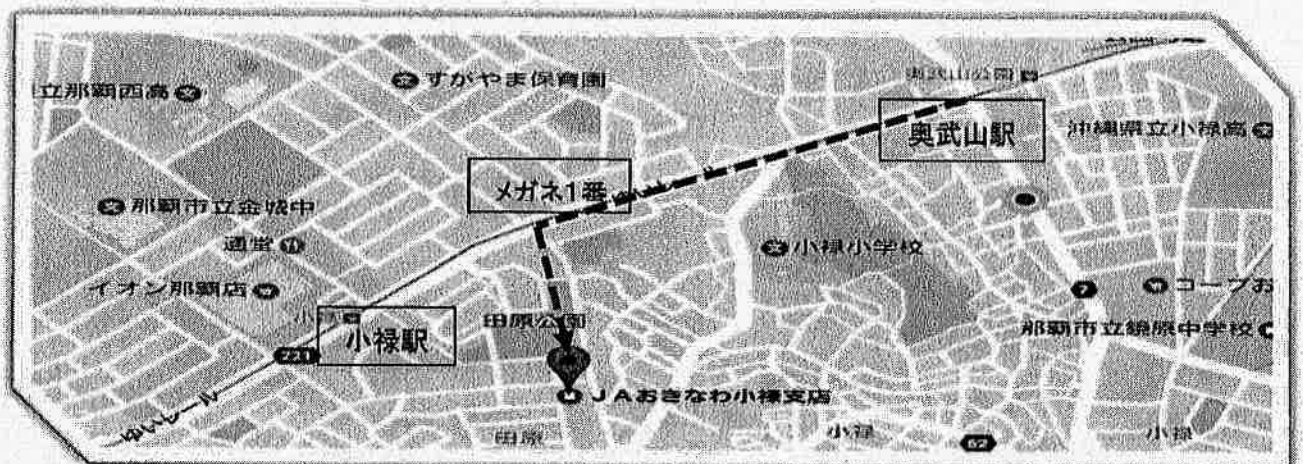 すがやま保育園
立那覇西高
奥武山公園
奥武山駅
沖縄県立小禄高
メガネ1番
那覇市立金城中
通堂
小禄小学校
イオン那覇店
7
コープお
小禄駅
田原公園
那覇市立鏡原中学校
221
JAおきなわ小禄支店
ゆいレール
田原
小禄
62
小禄